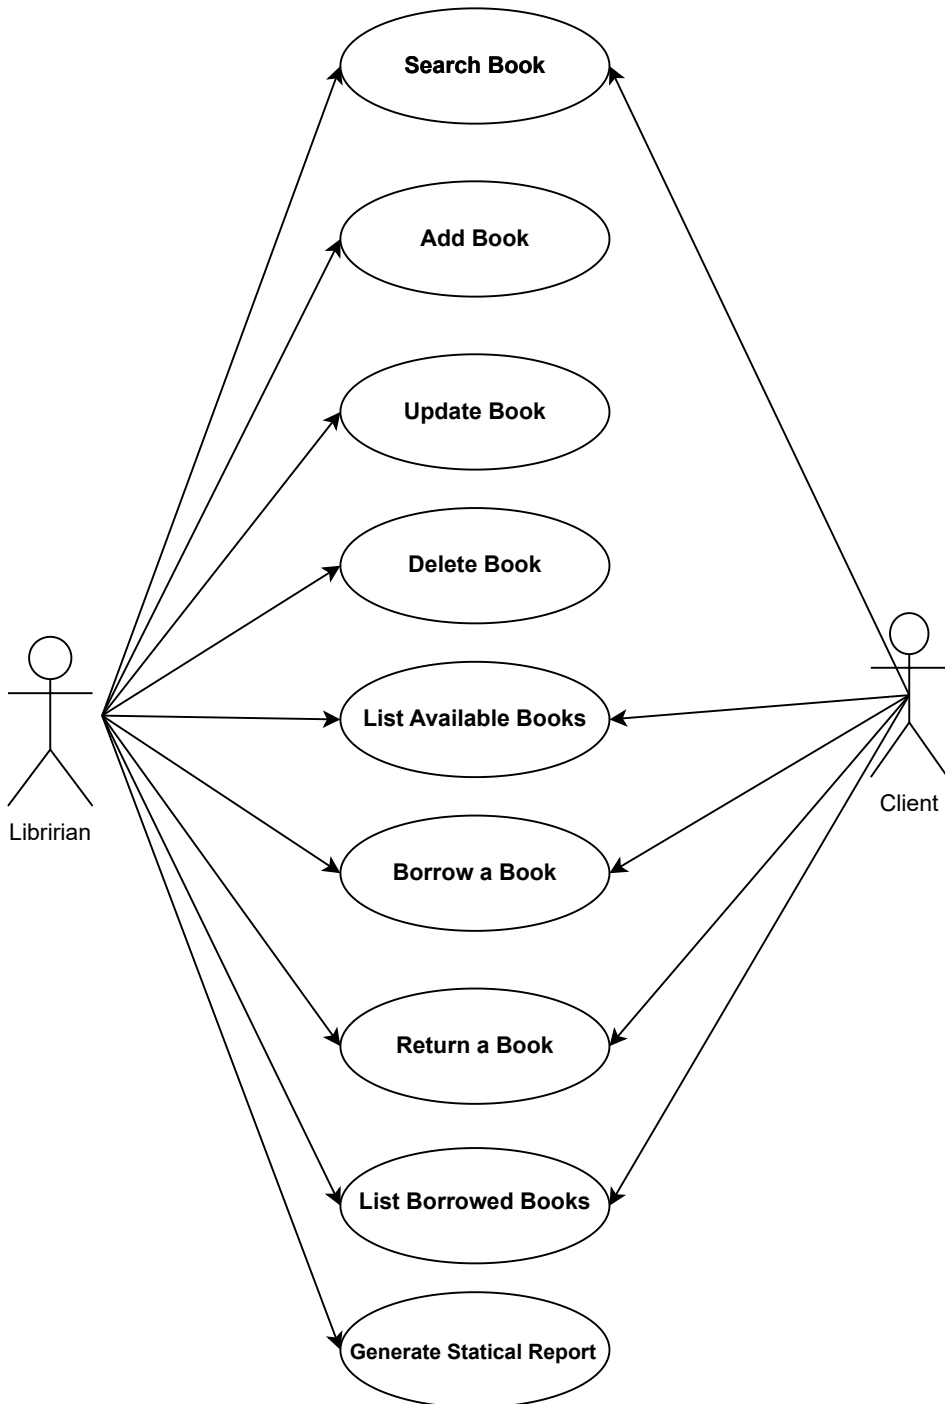 Search Book
Add Book
Update Book
Delete Book
List Available Books
Client
Libririan
Borrow a Book
Return a Book
List Borrowed Books
Generate Statical Report